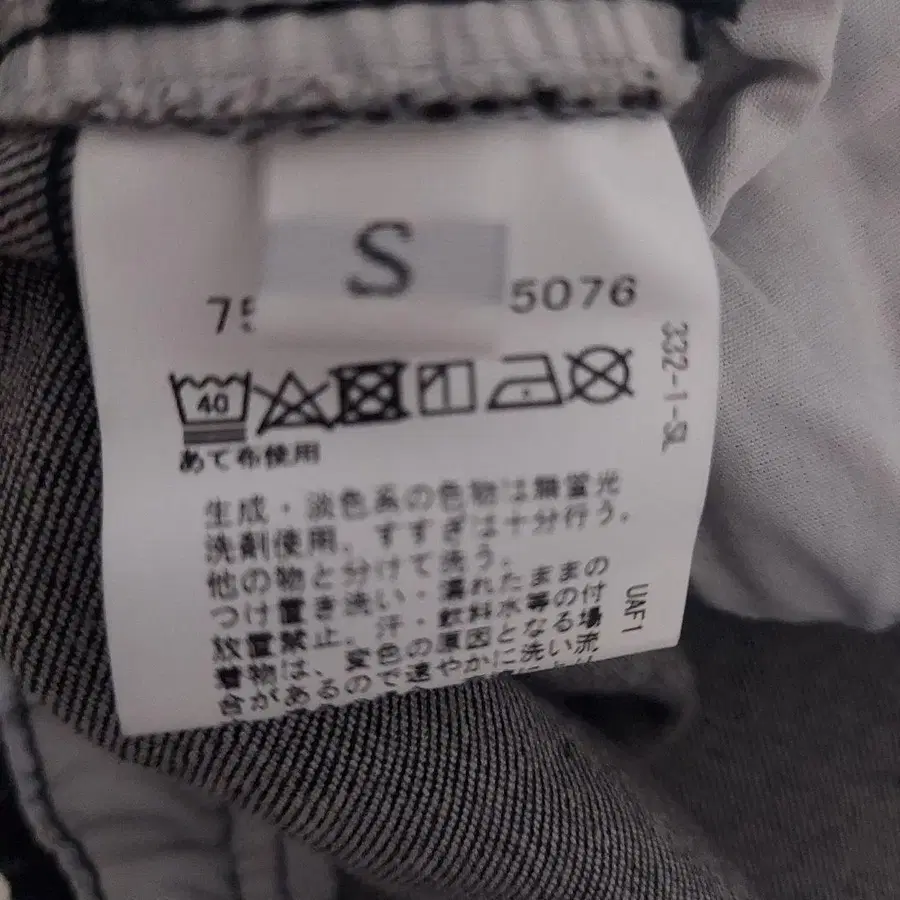 S
75
5076
40
あて布使用
生成・淡色系の色物は無蛍光
洗剤使用。すすぎは十分行う。
他の物と分けて洗う。
つけ置き洗い・濡れたままの
放置禁止。汗・飲料水等の付
着物は、変色の原因となる場
合があるので速やかに洗い流
332-1-SL
UAF1